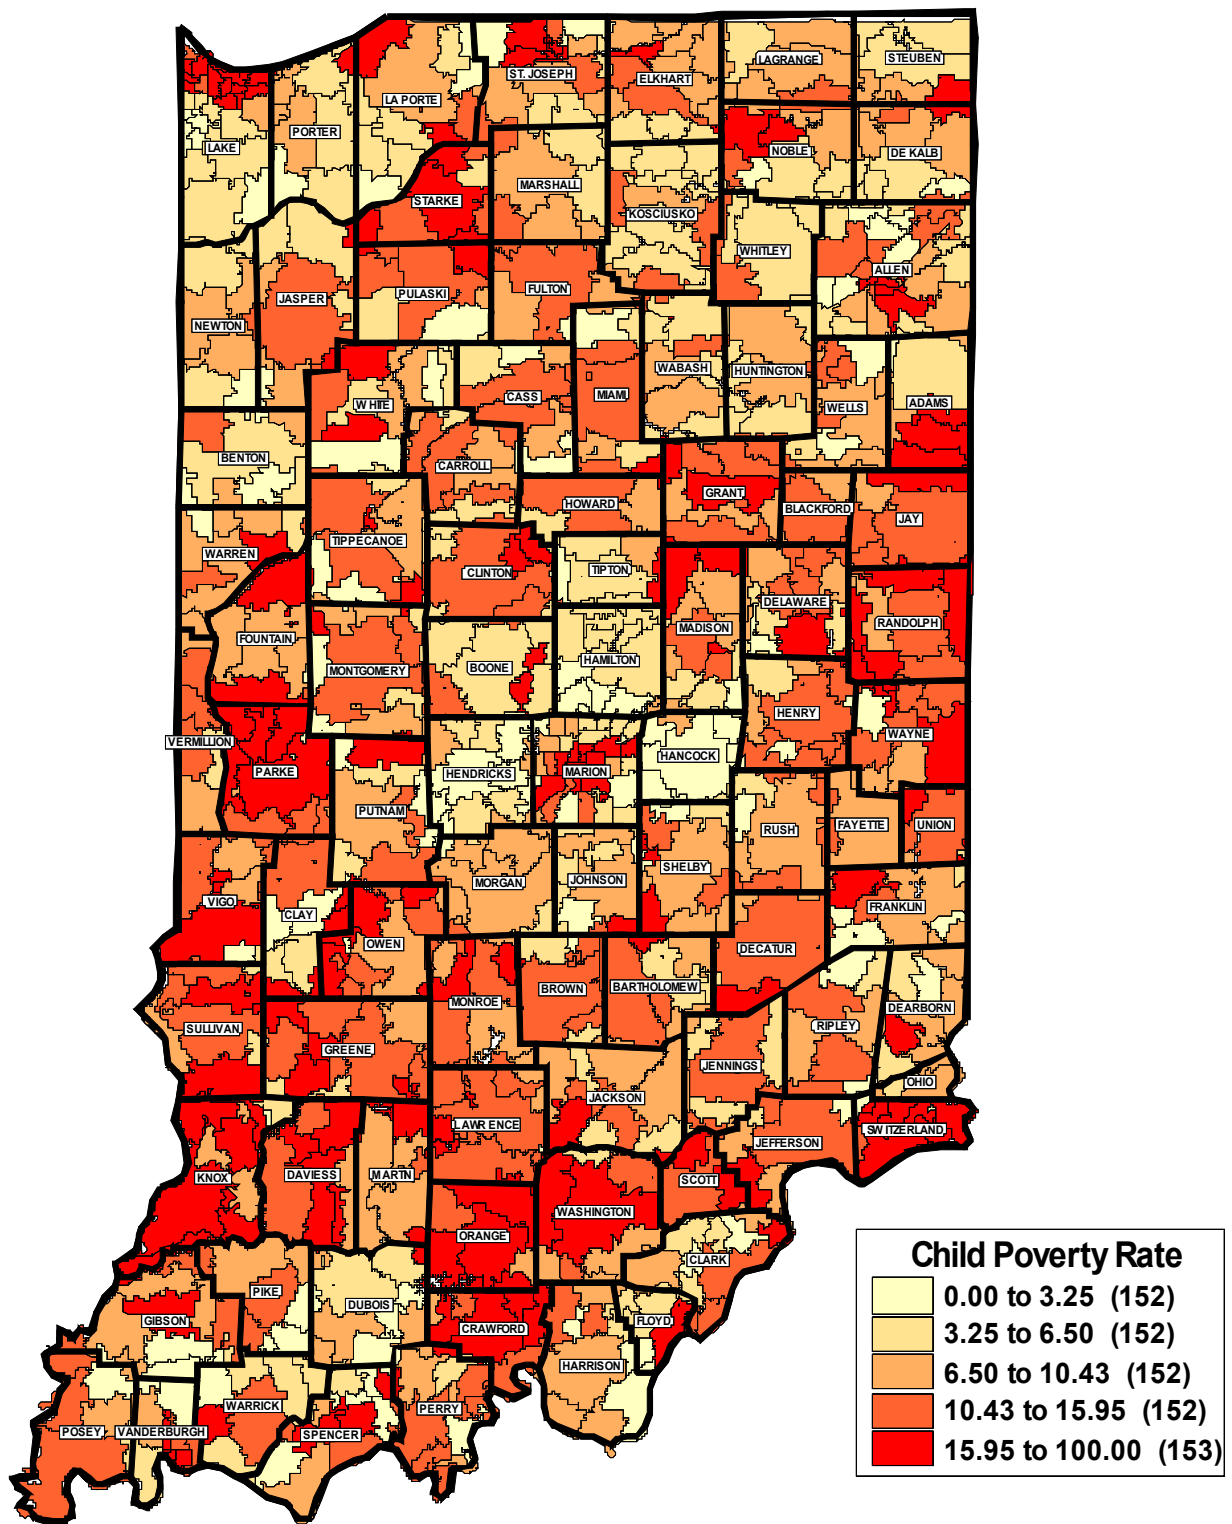 ST. JOSEPH
LAGRANGE
STEUBEN
ELKHART
LA PORTE
PORTER
LAKE
NOBLE
DE KALB
MARSHALL
STARKE
KOSCIUSKO
WHITLEY
ALLEN
FULTON
PULASKI
JASPER
NEWTON
WABASH
HUNTINGTON
MIAMI
CASS
WHITE
WELLS
ADAMS
BENTON
CARROLL
GRANT
HOWARD
BLACKFORD
JAY
TIPPECANOE
WARREN
CLINTON
TIPTON
DELAWARE
RANDOLPH
MADISON
FOUNTAIN
HAMILTON
BOONE
MONTGOMERY
HENRY
WAYNE
VERMILLION
HANCOCK
PARKE
HENDRICKS
MARION
PUTNAM
RUSH
FAYETTE
UNION
SHELBY
MORGAN
JOHNSON
VIGO
CLAY
FRANKLIN
OWEN
DECATUR
BROWN
BARTHOLOMEW
MONROE
DEARBORN
SULLIVAN
RIPLEY
GREENE
JENNINGS
OHIO
JACKSON
LAWRENCE
SWITZERLAND
JEFFERSON
KNOX
DAVIESS
MARTIN
SCOTT
WASHINGTON
ORANGE
CLARK
PIKE
DUBOIS
GIBSON
CRAWFORD
FLOYD
HARRISON
WARRICK
PERRY
POSEY
VANDERBURGH
SPENCER
Child Poverty Rate
0.00 to 3.25 (152)
3.25 to 6.50 (152)
6.50 to 10.43 (152)
10.43 to 15.95 (152)
15.95 to 100.00 (153)